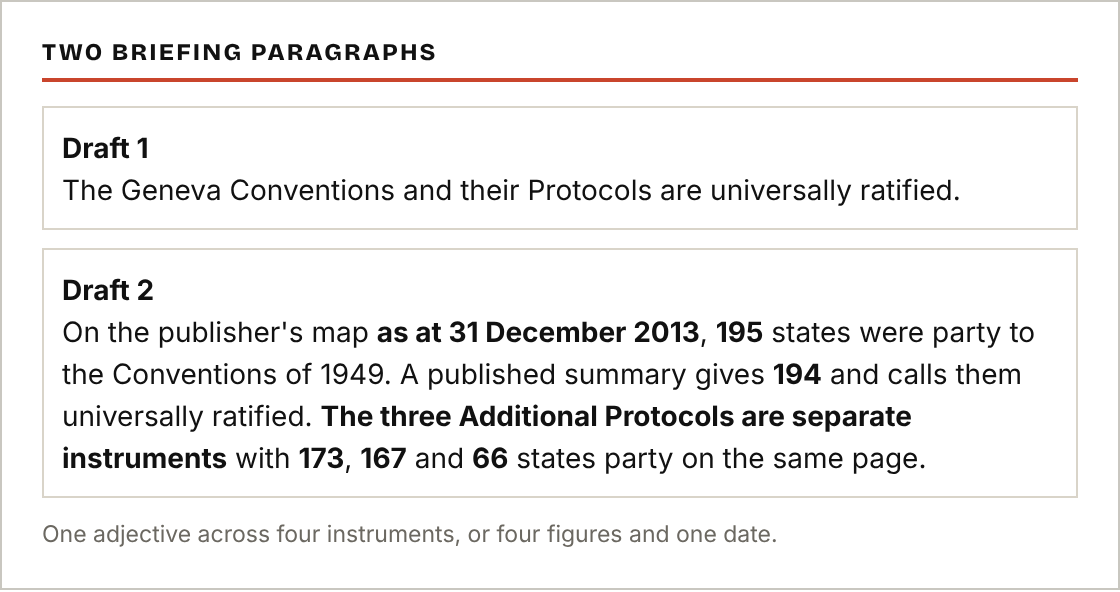 TWO BRIEFING PARAGRAPHS
Draft 1
The Geneva Conventions and their Protocols are universally ratified.
Draft 2
On the publisher's map as at 31 December 2013, 195 states were party to
the Conventions of 1949. A published summary gives 194 and calls them
universally ratified. The three Additional Protocols are separate
instruments with 173, 167 and 66 states party on the same page.
One adjective across four instruments, or four figures and one date.